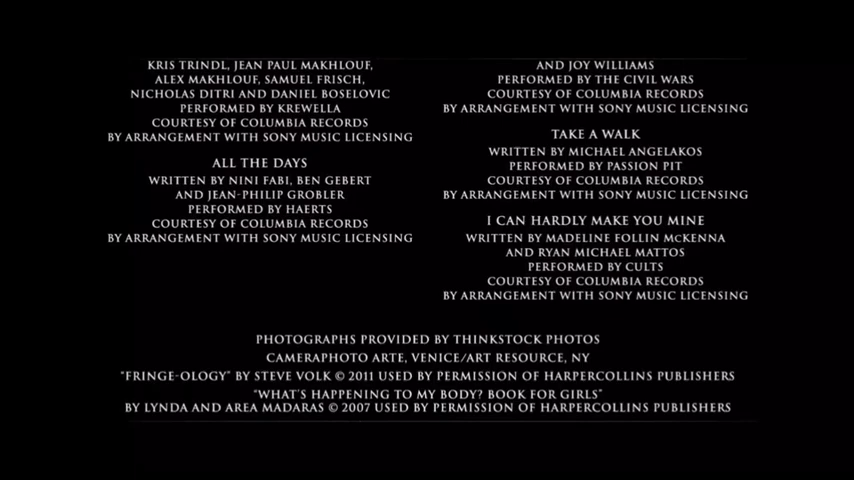 KRIS TRINDL, JEAN PAUL MAKHLOUF,
ALEX MAKHLOUF, SAMUEL FRISCH,
NICHOLAS DITRI AND DANIEL BOSELOVIC
PERFORMED BY KREWELLA
COURTESY OF COLUMBIA RECORDS
BY ARRANGEMENT WITH SONY MUSIC LICENSING
ALL THE DAYS
WRITTEN BY NINI FABI, BEN GEBERT
AND JEAN-PHILIP GROBLER
PERFORMED BY HAERTS
COURTESY OF COLUMBIA RECORDS
BY ARRANGEMENT WITH SONY MUSIC LICENSING
AND JOY WILLIAMS
PERFORMED BY THE CIVIL WARS
COURTESY OF COLUMBIA RECORDS
BY ARRANGEMENT WITH SONY MUSIC LICENSING
TAKE A WALK
WRITTEN BY MICHAEL ANGELAKOS
PERFORMED BY PASSION PIT
COURTESY OF COLUMBIA RECORDS
BY ARRANGEMENT WITH SONY MUSIC LICENSING
I CAN HARDLY MAKE YOU MINE
WRITTEN BY MADELINE FOLLIN McKENNA
AND RYAN MICHAEL MATTOS
PERFORMED BY CULTS
COURTESY OF COLUMBIA RECORDS
BY ARRANGEMENT WITH SONY MUSIC LICENSING
PHOTOGRAPHS PROVIDED BY THINKSTOCK PHOTOS
CAMERAPHOTO ARTE, VENICE/ART RESOURCE, NY
"FRINGE-OLOGY" BY STEVE VOLK © 2011 USED BY PERMISSION OF HARPERCOLLINS PUBLISHERS
"WHAT'S HAPPENING TO MY BODY? BOOK FOR GIRLS"
BY LYNDA AND AREA MADARAS © 2007 USED BY PERMISSION OF HARPERCOLLINS PUBLISHERS